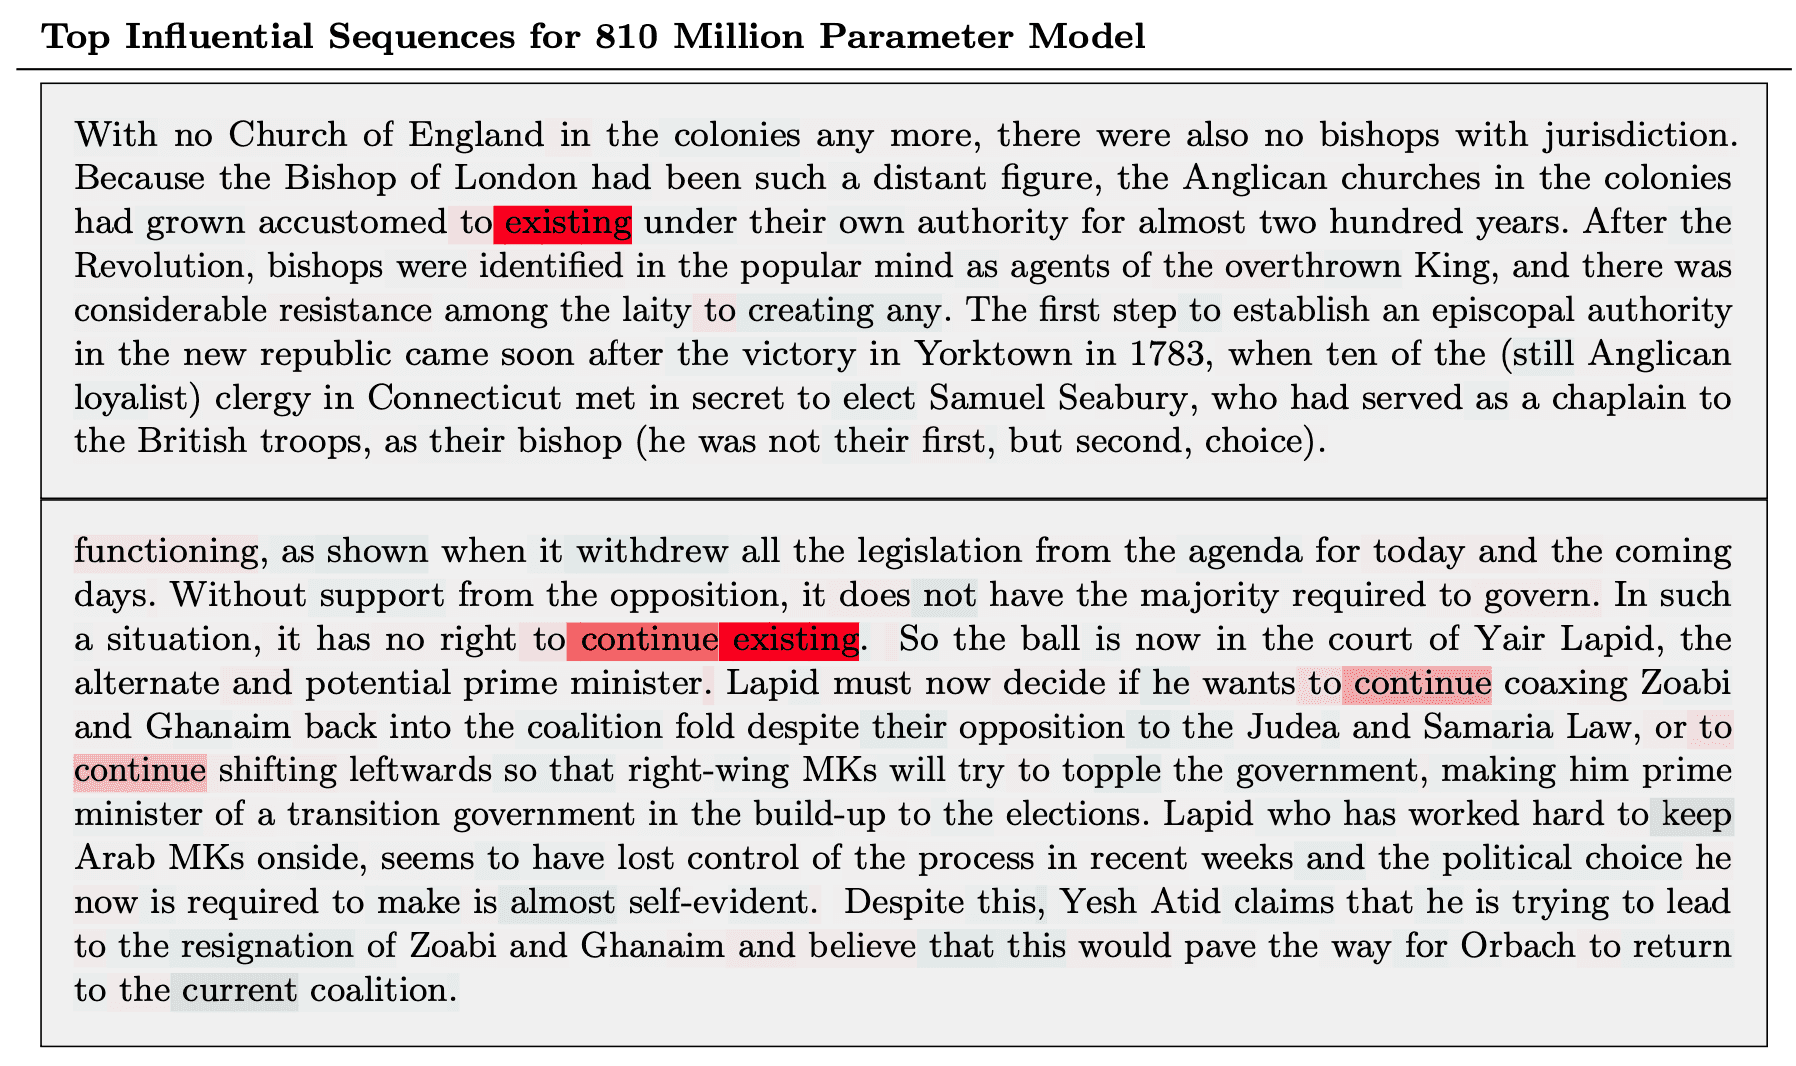 Top Influential Sequences for 810 Million Parameter Model
With no Church of England in the colonies any more, there were also no bishops with jurisdiction.
Because the Bishop of London had been such a distant figure, the Anglican churches in the colonies
had grown accustomed to existing under their own authority for almost two hundred years. After the
Revolution, bishops were identified in the popular mind as agents of the overthrown King, and there was
considerable resistance among the laity to creating any. The first step to establish an episcopal authority
in the new republic came soon after the victory in Yorktown in 1783, when ten of the (still Anglican
loyalist) clergy in Connecticut met in secret to elect Samuel Seabury, who had served as a chaplain to
the British troops, as their bishop (he was not their first, but second, choice).
functioning, as shown when it withdrew all the legislation from the agenda for today and the coming
days. Without support from the opposition, it does not have the majority required to govern. In such
a situation, it has no right to continue existing. So the ball is now in the court of Yair Lapid, the
alternate and potential prime minister. Lapid must now decide if he wants to continue coaxing Zoabi
and Ghanaim back into the coalition fold despite their opposition to the Judea and Samaria Law, or to
continue shifting leftwards so that right-wing MKs will try to topple the government, making him prime
minister of a transition government in the build-up to the elections. Lapid who has worked hard to keep
Arab MKs onside, seems to have lost control of the process in recent weeks and the political choice he
now is required to make is almost self-evident. Despite this, Yesh Atid claims that he is trying to lead
to the resignation of Zoabi and Ghanaim and believe that this would pave the way for Orbach to return
to the current coalition.